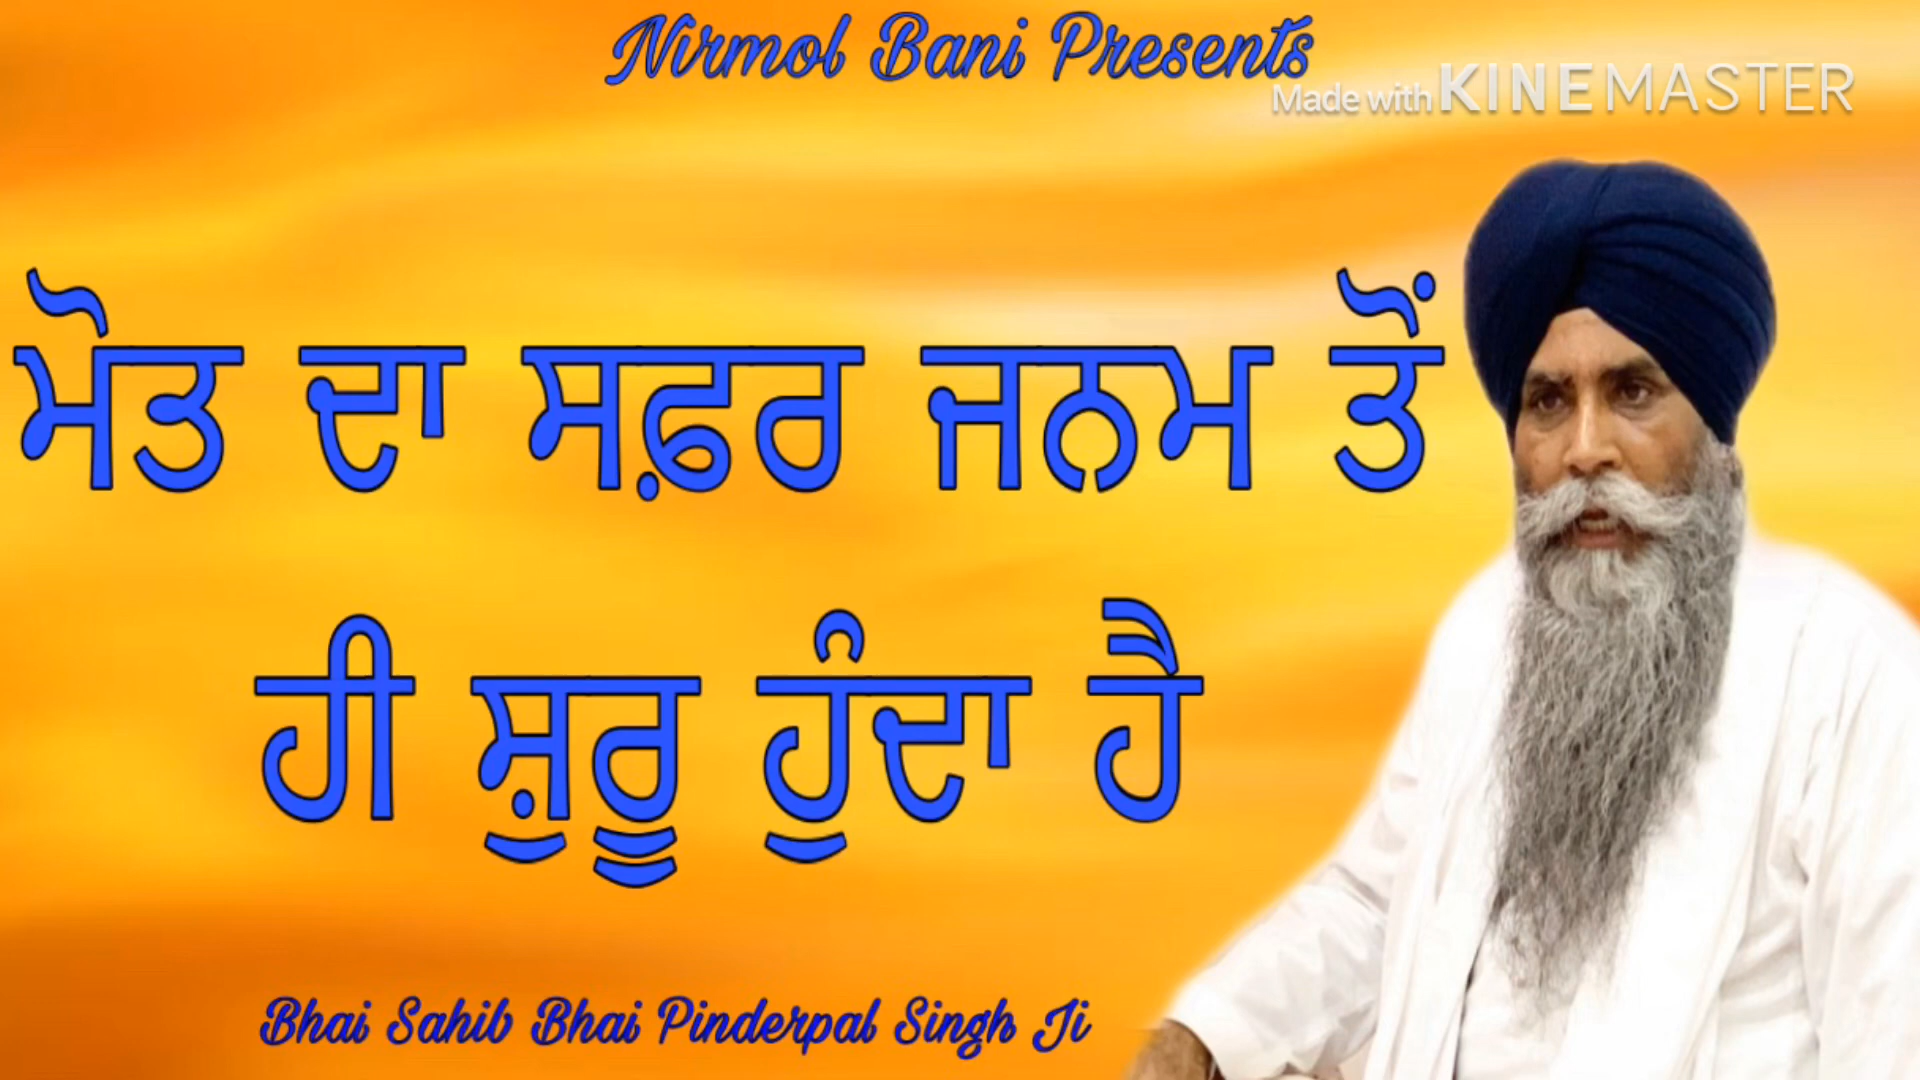 Nirmol Bani Presents
Made with KINEMASTER
ਮੌਤ ਦਾ ਸਫ਼ਰ ਜਨਮ ਤੋਂ
ਹੀ ਸ਼ੁਰੂ ਹੁੰਦਾ ਹੈ
Bhai Sahib Bhai Pinderpal Singh Ji